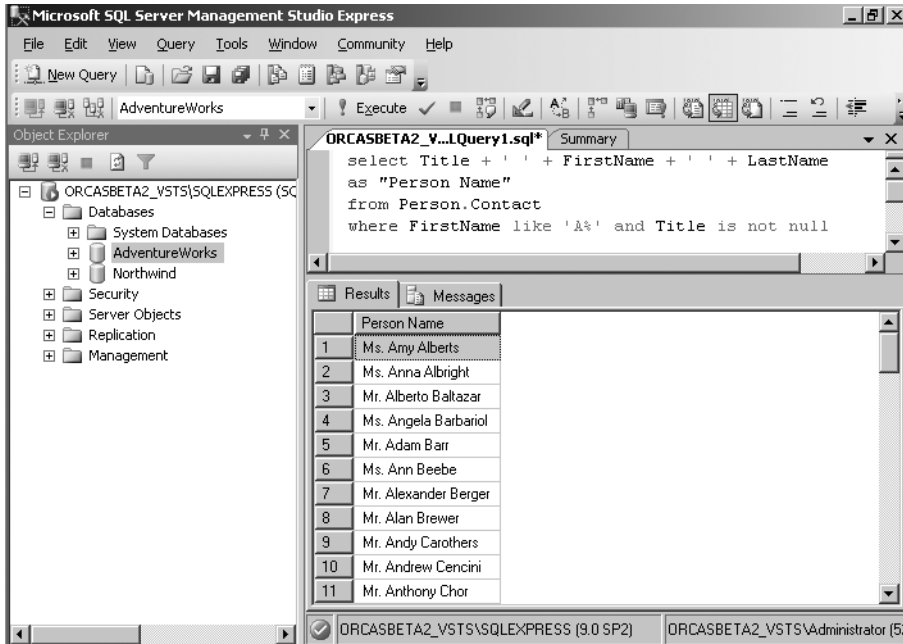 Microsoft SQL Server Management Studio Express
File Edit View Query Tools Window Community Help
New Query
AdventureWorks Execute
Object Explorer
ORCASBETA2_V...LQuery1.sql* Summary
ORCASBETA2_VSTS\SQLEXPRESS (SQ
Databases
System Databases
AdventureWorks
Northwind
Security
Server Objects
Replication
Management
select Title + ' ' + FirstName + ' ' + LastName
as "Person Name"
from Person.Contact
where FirstName like 'A%' and Title is not null
Results Messages
Person Name
1 Ms. Amy Alberts
2 Ms. Anna Albright
3 Mr. Alberto Baltazar
4 Ms. Angela Barbariol
5 Mr. Adam Barr
6 Ms. Ann Beebe
7 Mr. Alexander Berger
8 Mr. Alan Brewer
9 Mr. Andy Carothers
10 Mr. Andrew Cencini
11 Mr. Anthony Chor
ORCASBETA2_VSTS\SQLEXPRESS (9.0 SP2) ORCASBETA2_VSTS\Administrator (52